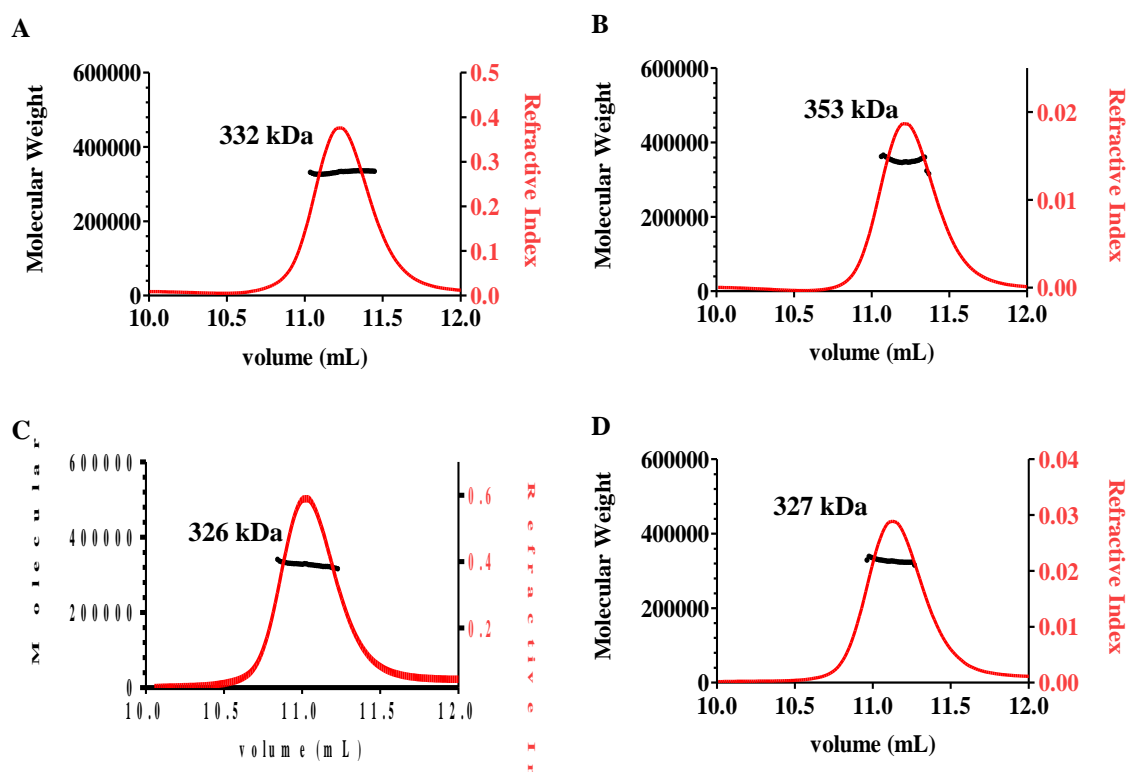 A
Molecular Weight
600000
400000
200000
0
332 kDa
0.5
0.4
0.3
0.2
0.1
0.0
Refractive Index
10.0 10.5 11.0 11.5 12.0
volume (mL)
B
Molecular Weight
600000
400000
200000
0
353 kDa
0.02
0.01
0.00
Refractive Index
10.0 10.5 11.0 11.5 12.0
volume (mL)
C
Molecular
600000
400000
200000
0
326 kDa
0.6
0.4
0.2
Refractive In
10.0 10.5 11.0 11.5 12.0
volume (mL)
D
Molecular Weight
600000
400000
200000
0
327 kDa
0.04
0.03
0.02
0.01
0.00
Refractive Index
10.0 10.5 11.0 11.5 12.0
volume (mL)